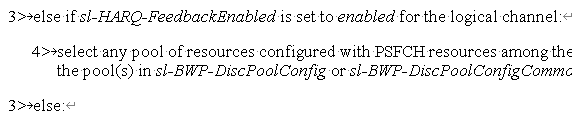 3>else if sl-HARQ-FeedbackEnabled is set to enabled for the logical channel:
4>select any pool of resources configured with PSFCH resources among the
the pool(s) in sl-BWP-DiscPoolConfig or sl-BWP-DiscPoolConfigCommo
3>else: